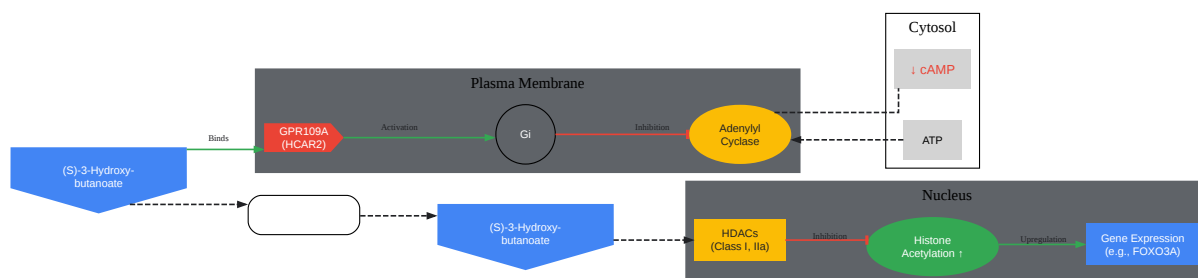 Cytosol
↓ cAMP
Plasma Membrane
GPR109A
(HCAR2)
Activation
Gi
Inhibition
Adenylyl
Cyclase
ATP
Binds
(S)-3-Hydroxy-
butanoate
(S)-3-Hydroxy-
butanoate
Nucleus
HDACs
(Class I, IIa)
Inhibition
Histone
Acetylation ↑
Upregulation
Gene Expression
(e.g., FOXO3A)